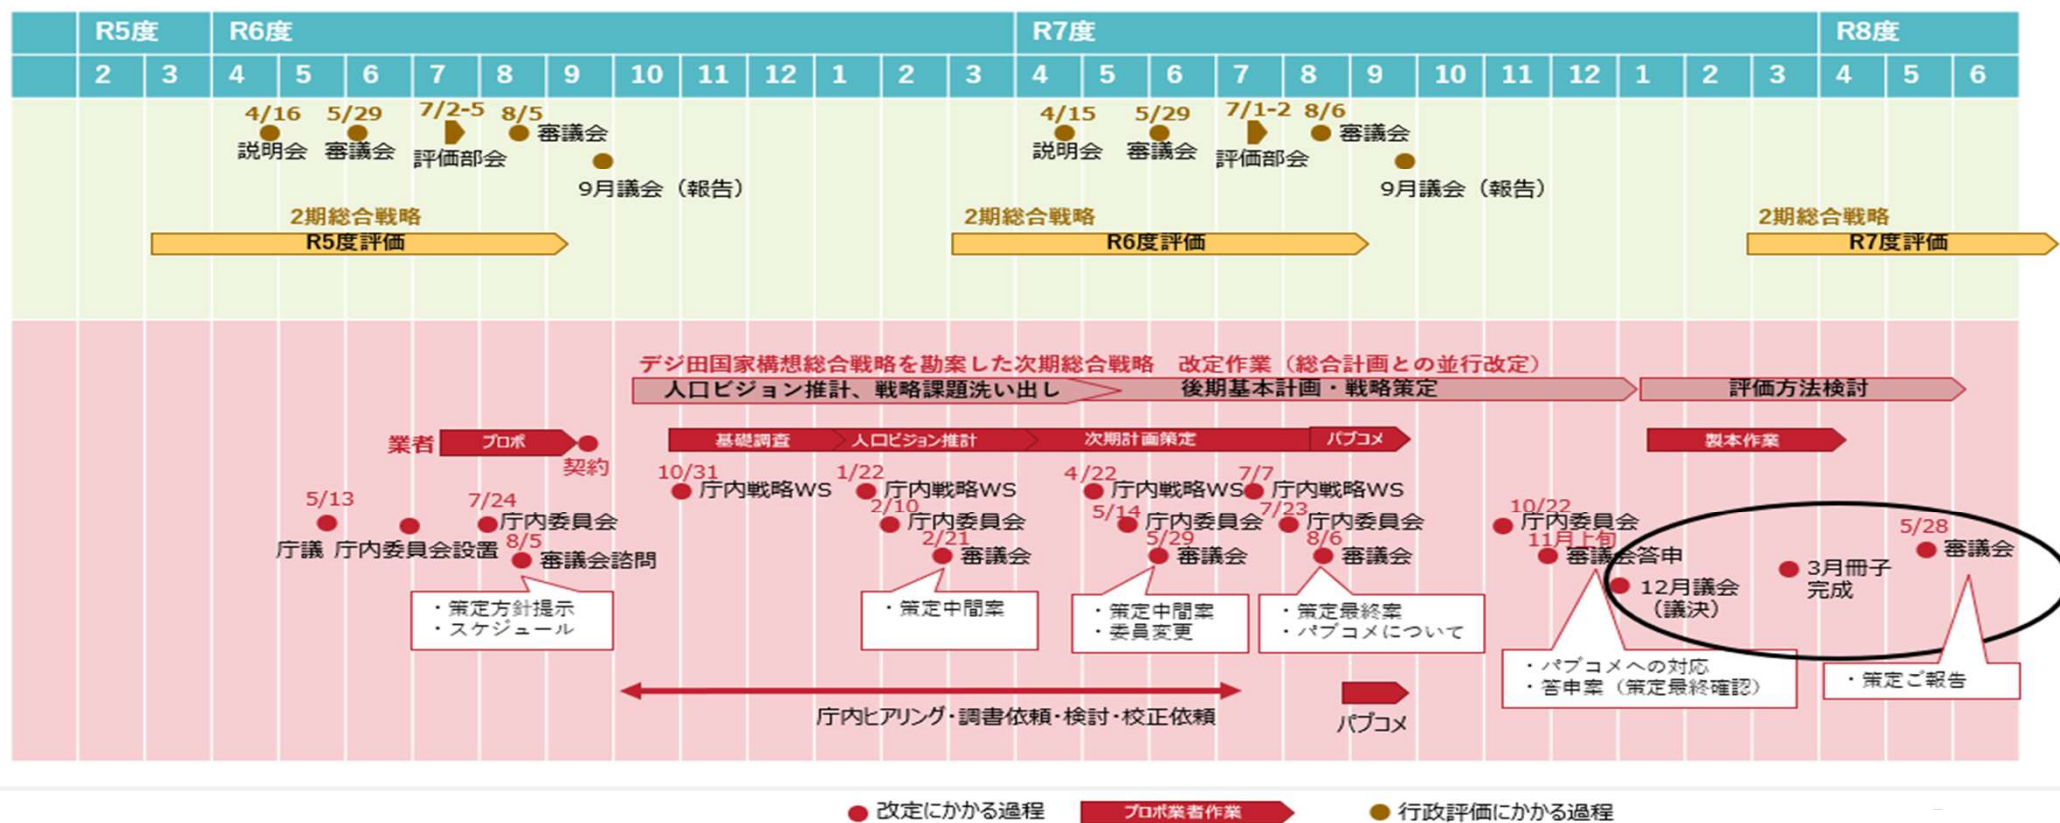 R5度 R6度 R7度 R8度
2 3 4 5 6 7 8 9 10 11 12 1 2 3 4 5 6 7 8 9 10 11 12 1 2 3 4 5 6
4/16 5/29 7/2-5 8/5 審議会
説明会 審議会 評価部会
9月議会（報告）
4/15 5/29 7/1-2 8/6 審議会
説明会 審議会 評価部会
9月議会（報告）
2期総合戦略
R5度評価
2期総合戦略
R6度評価
2期総合戦略
R7度評価
デジ田国家構想総合戦略を勘案した次期総合戦略 改定作業（総合計画との並行改定）
人口ビジョン推計、戦略課題洗い出し 後期基本計画・戦略策定 評価方法検討
業者 プロポ 基礎調査 人口ビジョン推計 次期計画策定 パブコメ 製本作業
契約
10/31 庁内戦略WS
1/22 庁内戦略WS
4/22 庁内戦略WS
7/7 庁内戦略WS
5/13
庁議 庁内委員会設置
7/24 庁内委員会
8/5 審議会諮問
2/10 庁内委員会
2/21 審議会
5/14 庁内委員会
5/29 審議会
7/23 庁内委員会
8/6 審議会
10/22 庁内委員会
11月上旬
審議会答申
12月議会
（議決）
3月冊子
完成
5/28 審議会
・策定方針提示
・スケジュール
・策定中間案
・策定中間案
・委員変更
・策定最終案
・パブコメについて
・パブコメへの対応
・答申案（策定最終確認）
・策定ご報告
庁内ヒアリング・調書依頼・検討・校正依頼
パブコメ
改定にかかる過程 プロポ業者作業 行政評価にかかる過程